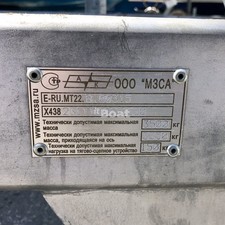 ООО "МЗСА"
www.mzsa.ru
E-RU.MT22.
X438
Boat
Технически допустимая максимальная
масса
кг
Технически допустимая максимальная
масса, приходящаяся на ось
кг
Технически допустимая максимальная
нагрузка на тягово-сцепное устройство
кг